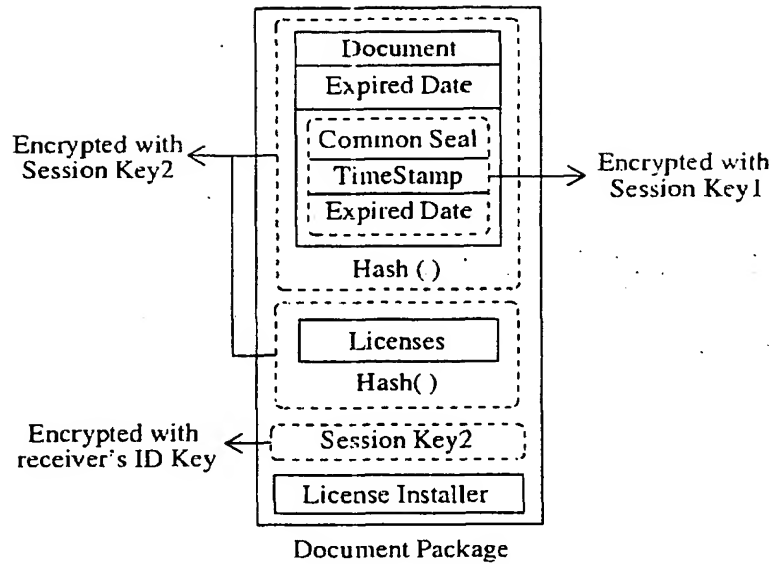 Document
Expired Date
Common Seal
TimeStamp
Expired Date
Hash ( )
Encrypted with
Session Key2
Encrypted with
Session Key1
Licenses
Hash( )
Encrypted with
receiver's ID Key
Session Key2
License Installer
Document Package